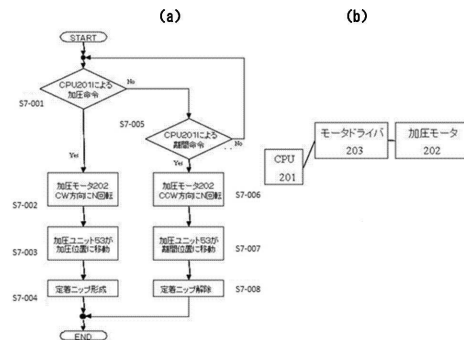 (a)
(b)
START
CPU201による
加圧命令
No
S7-001
S7-005
CPU201による
離間命令
No
Yes
Yes
加圧モータ202
CW方向にN回転
S7-002
加圧モータ202
CCW方向にN回転
S7-006
加圧ユニット53が
加圧位置に移動
S7-003
加圧ユニット53が
離間位置に移動
S7-007
定着ニップ形成
S7-004
定着ニップ解除
S7-008
END
CPU
201
モータドライバ
203
加圧モータ
202